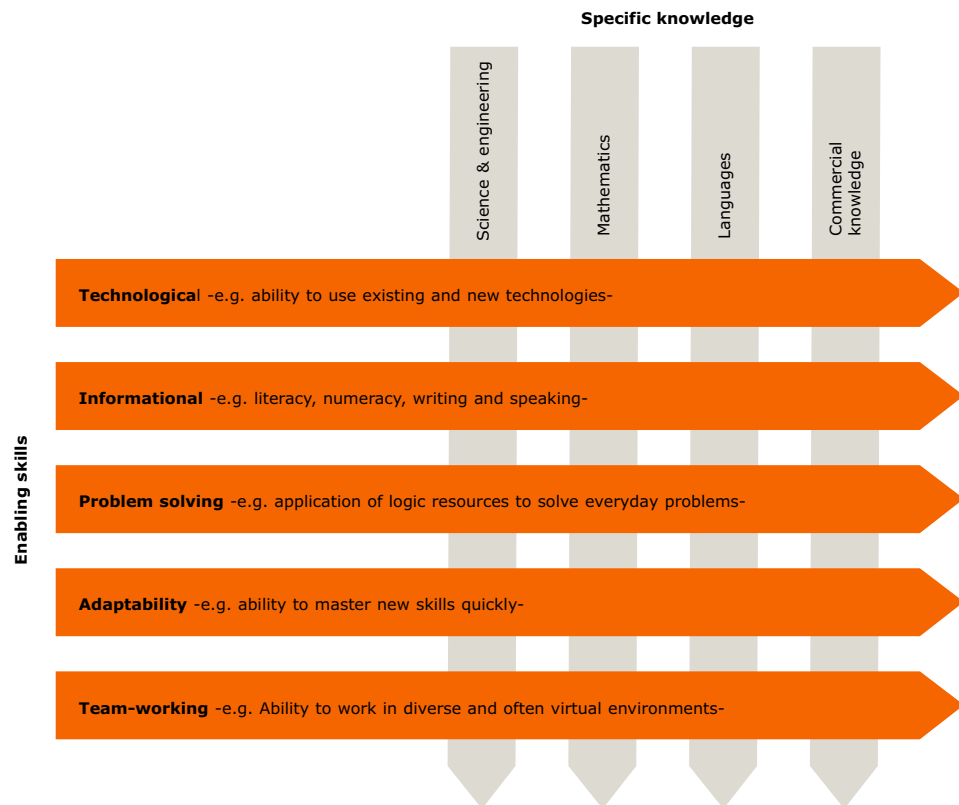 Specific knowledge
Science & engineering
Mathematics
Languages
Commercial
knowledge
Enabling skills
Technological -e.g. ability to use existing and new technologies-
Informational -e.g. literacy, numeracy, writing and speaking-
Problem solving -e.g. application of logic resources to solve everyday problems-
Adaptability -e.g. ability to master new skills quickly-
Team-working -e.g. Ability to work in diverse and often virtual environments-